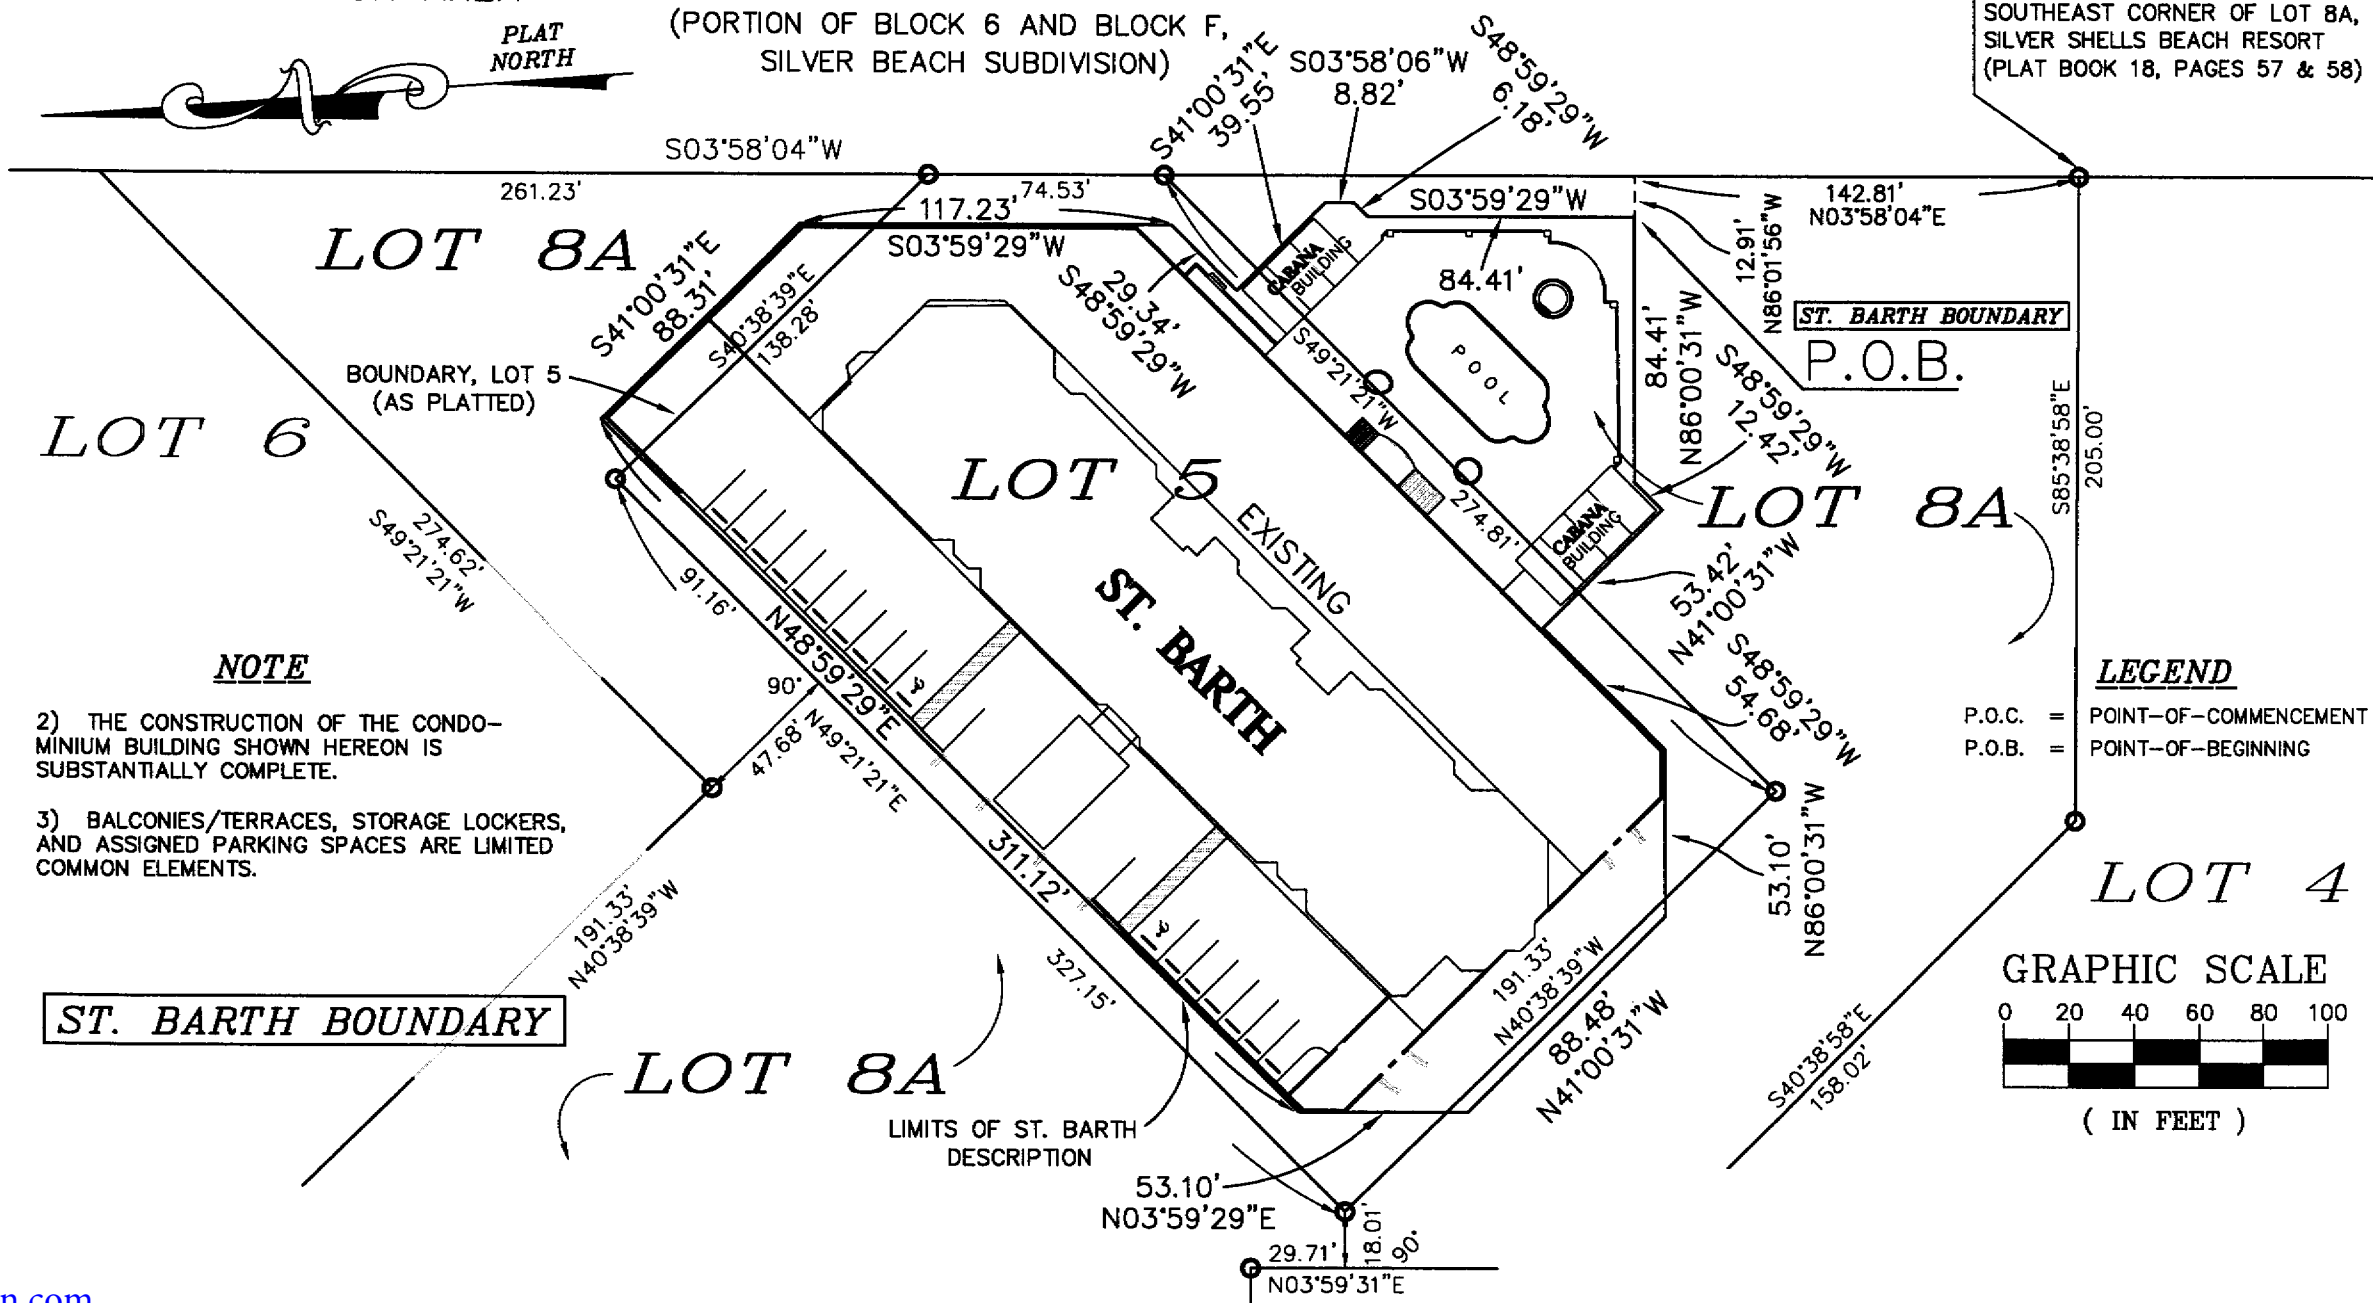 PLAT
NORTH
(PORTION OF BLOCK 6 AND BLOCK F,
SILVER BEACH SUBDIVISION)
SOUTHEAST CORNER OF LOT 8A,
SILVER SHELLS BEACH RESORT
(PLAT BOOK 18, PAGES 57 & 58)
S03°58'04"W
261.23'
74.53'
117.23'
S03°59'29"W
S41°00'31"E
39.55'
S03°58'06"W
8.82'
S48°59'29"W
6.18'
S03°59'29"W
84.41'
142.81'
N03°58'04"E
12.91'
N86°01'56"W
LOT 8A
S41°00'31"E
88.31'
S40°38'39"E
138.28'
29.34'
S48°59'29"W
CABANA
BUILDING
POOL
84.41'
N86°00'31"W
ST. BARTH BOUNDARY
P.O.B.
S48°59'29"W
12.42'
S85°38'58"E
205.00'
BOUNDARY, LOT 5
(AS PLATTED)
LOT 6
S49°21'21"W
274.81'
LOT 5
EXISTING
ST. BARTH
LOT 8A
CABANA
BUILDING
53.42'
N41°00'31"W
S48°59'29"W
54.68'
274.62'
S49°21'21"W
91.16'
N48°59'29"E
311.12'
90°
47.68'
N49°21'21"E
NOTE
2) THE CONSTRUCTION OF THE CONDO-
MINIUM BUILDING SHOWN HEREON IS
SUBSTANTIALLY COMPLETE.
3) BALCONIES/TERRACES, STORAGE LOCKERS,
AND ASSIGNED PARKING SPACES ARE LIMITED
COMMON ELEMENTS.
LEGEND
P.O.C. = POINT-OF-COMMENCEMENT
P.O.B. = POINT-OF-BEGINNING
53.10'
N86°00'31"W
LOT 4
191.33'
N40°38'39"W
327.15'
191.33'
N40°38'39"W
88.48'
N41°00'31"W
ST. BARTH BOUNDARY
LOT 8A
LIMITS OF ST. BARTH
DESCRIPTION
53.10'
N03°59'29"E
S40°38'58"E
158.02'
GRAPHIC SCALE
0 20 40 60 80 100
( IN FEET )
18.01'
90°
29.71'
N03°59'31"E
n.com